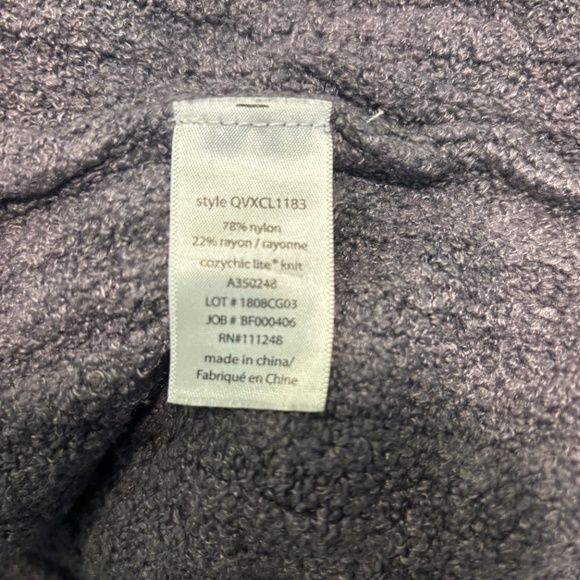 style QVXCL1183
78% nylon
22% rayon / rayonne
cozychic lite® knit
A350248
LOT # 1808CG03
JOB # BF000406
RN#111248
made in china/
Fabriqué en Chine